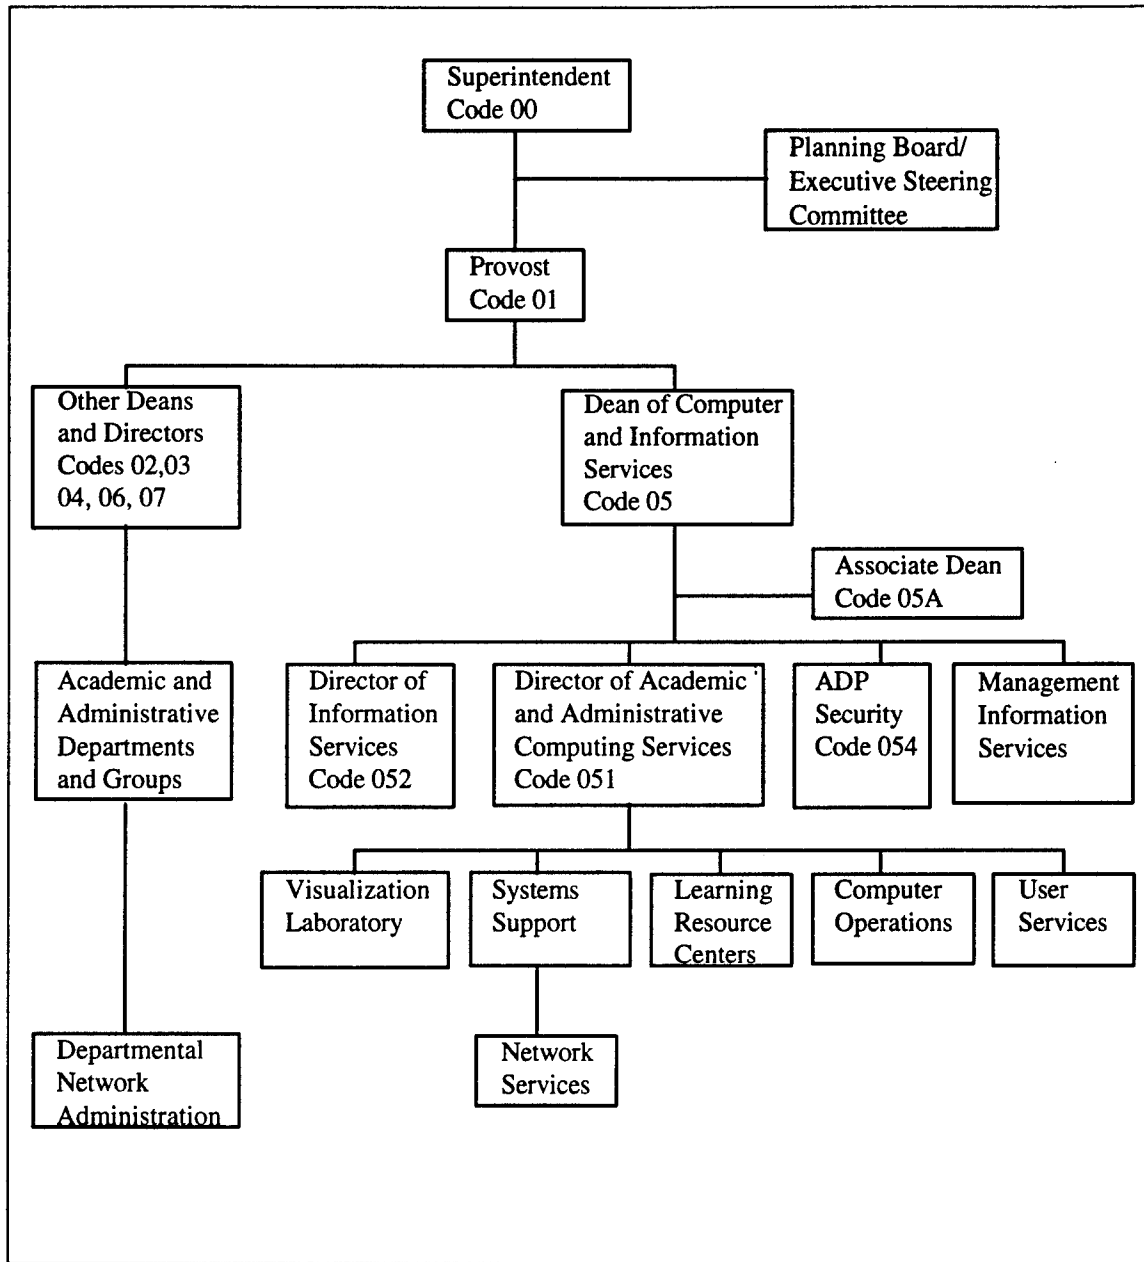 Superintendent
Code 00
Planning Board/
Executive Steering
Committee
Provost
Code 01
Other Deans
and Directors
Codes 02,03
04, 06, 07
Dean of Computer
and Information
Services
Code 05
Associate Dean
Code 05A
Academic and
Administrative
Departments
and Groups
Director of
Information
Services
Code 052
Director of Academic
and Administrative
Computing Services
Code 051
ADP
Security
Code 054
Management
Information
Services
Visualization
Laboratory
Systems
Support
Learning
Resource
Centers
Computer
Operations
User
Services
Departmental
Network
Administration
Network
Services